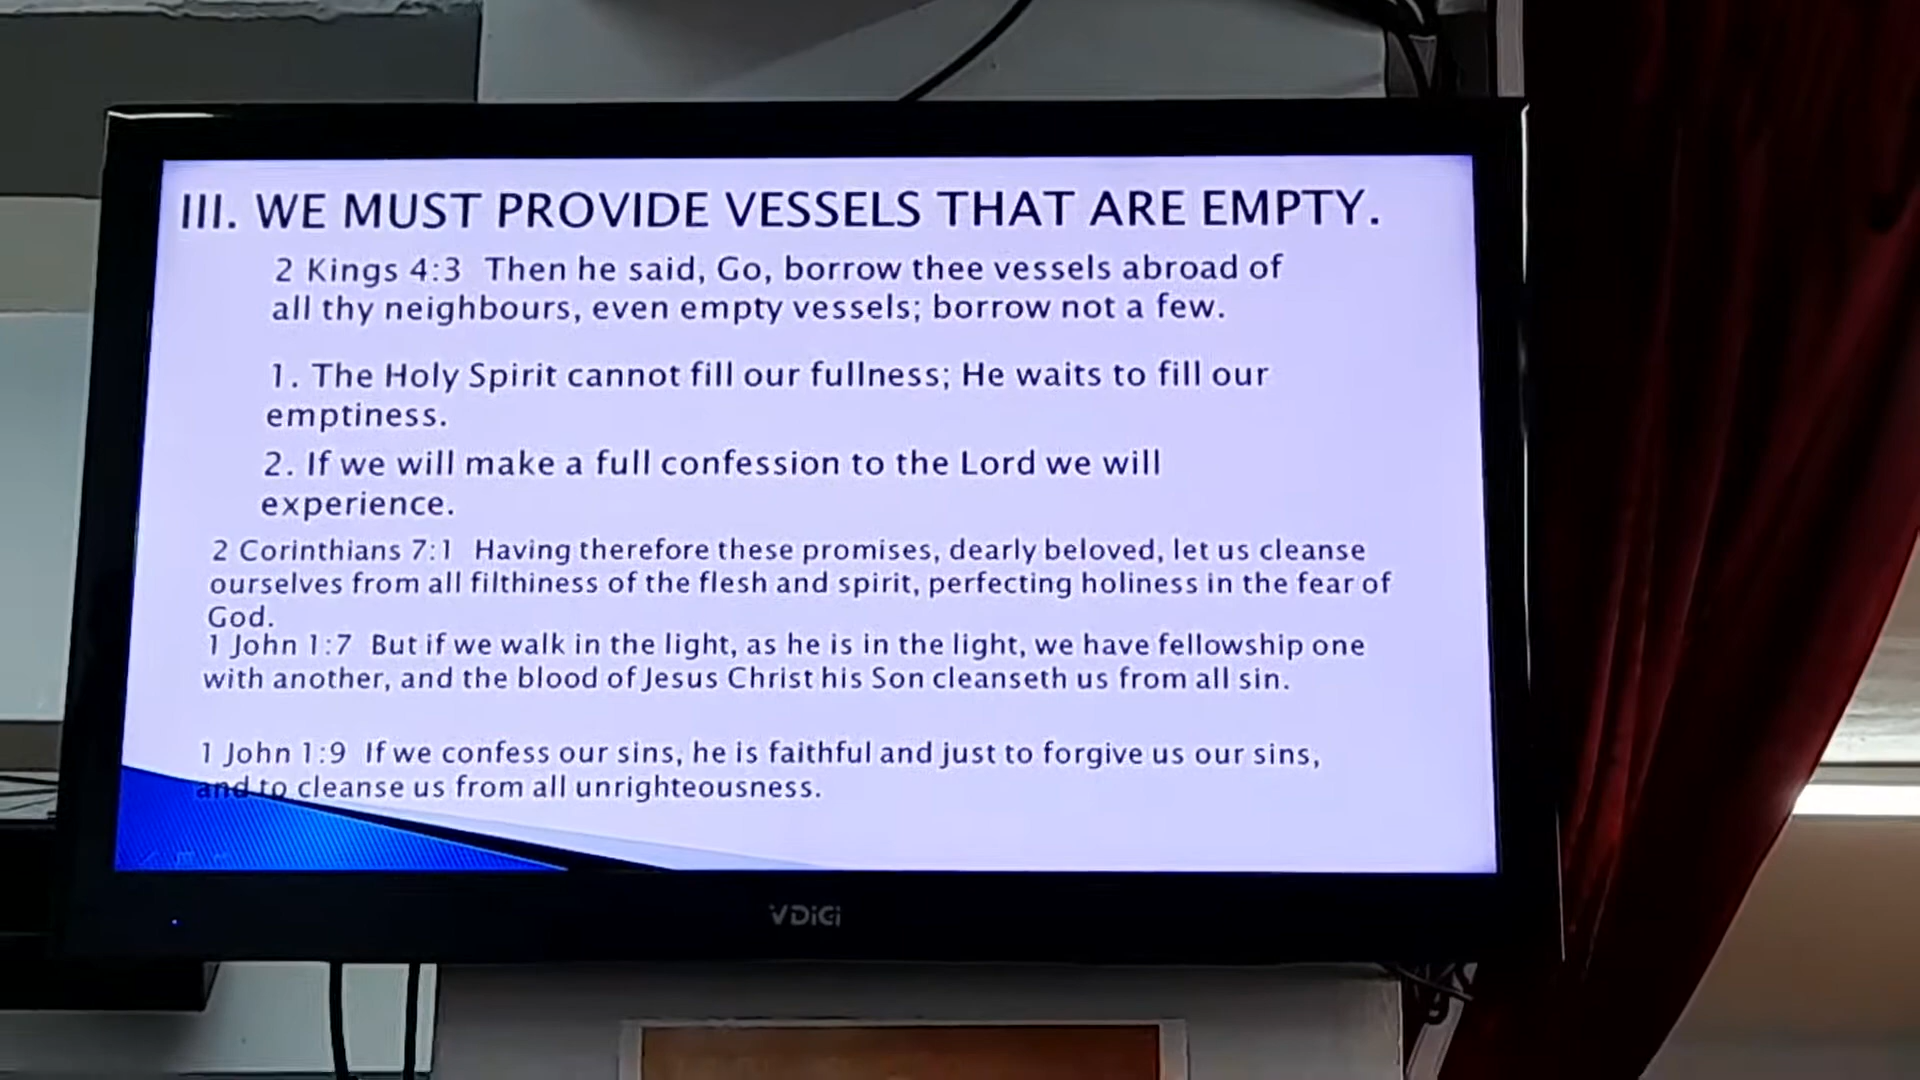 III. WE MUST PROVIDE VESSELS THAT ARE EMPTY.
2 Kings 4:3 Then he said, Go, borrow thee vessels abroad of
all thy neighbours, even empty vessels; borrow not a few.
1. The Holy Spirit cannot fill our fullness; He waits to fill our
emptiness.
2. If we will make a full confession to the Lord we will
experience.
2 Corinthians 7:1 Having therefore these promises, dearly beloved, let us cleanse
ourselves from all filthiness of the flesh and spirit, perfecting holiness in the fear of
God.
1 John 1:7 But if we walk in the light, as he is in the light, we have fellowship one
with another, and the blood of Jesus Christ his Son cleanseth us from all sin.
1 John 1:9 If we confess our sins, he is faithful and just to forgive us our sins,
and to cleanse us from all unrighteousness.
VDiGi